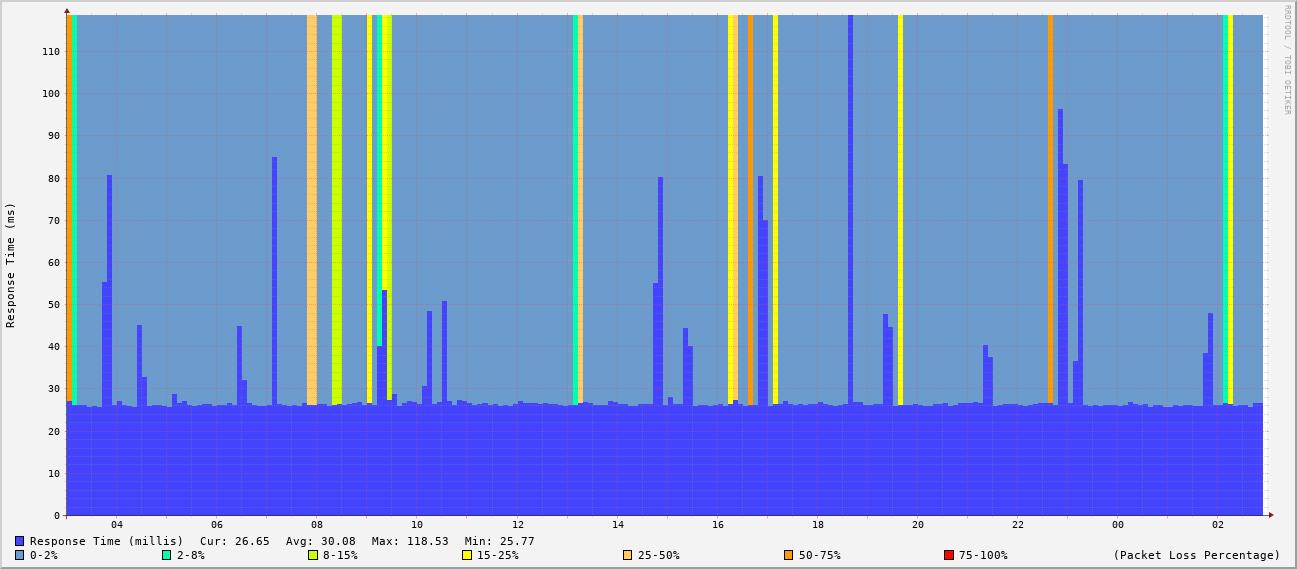 RRDTOOL / TOBI OETIKER
Response Time (ms)
110
100
90
80
70
60
50
40
30
20
10
0
04 06 08 10 12 14 16 18 20 22 00 02
Response Time (millis) Cur: 26.65 Avg: 30.08 Max: 118.53 Min: 25.77
0-2% 2-8% 8-15% 15-25% 25-50% 50-75% 75-100% (Packet Loss Percentage)